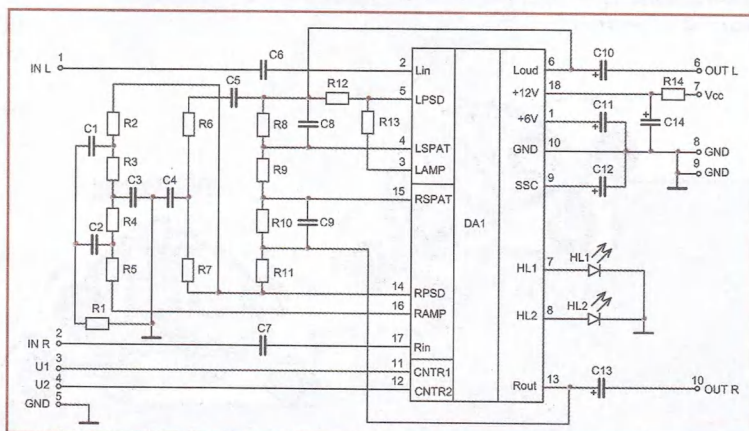 C6
1 IN L
2 Lin
Loud 6
C10
6 OUT L
C5
R12
5 LPSD
+12V 18
R14
7 Vcc
C1
R2
R6
R8
C8
R13
+6V 1
C11
C14
R3
4 LSPAT
GND 10
8 GND
C3
C4
3 LAMP
9 GND
R9
SSC 9
C12
15 RSPAT
C2
R4
R10
C9
DA1
R5
R7
R11
HL1 7
HL1
14 RPSD
R1
16 RAMP
HL2 8
HL2
2 IN R
C7
17 Rin
3 U1
11 CNTR1
4 U2
12 CNTR2
Rout 13
C13
10 OUT R
5 GND